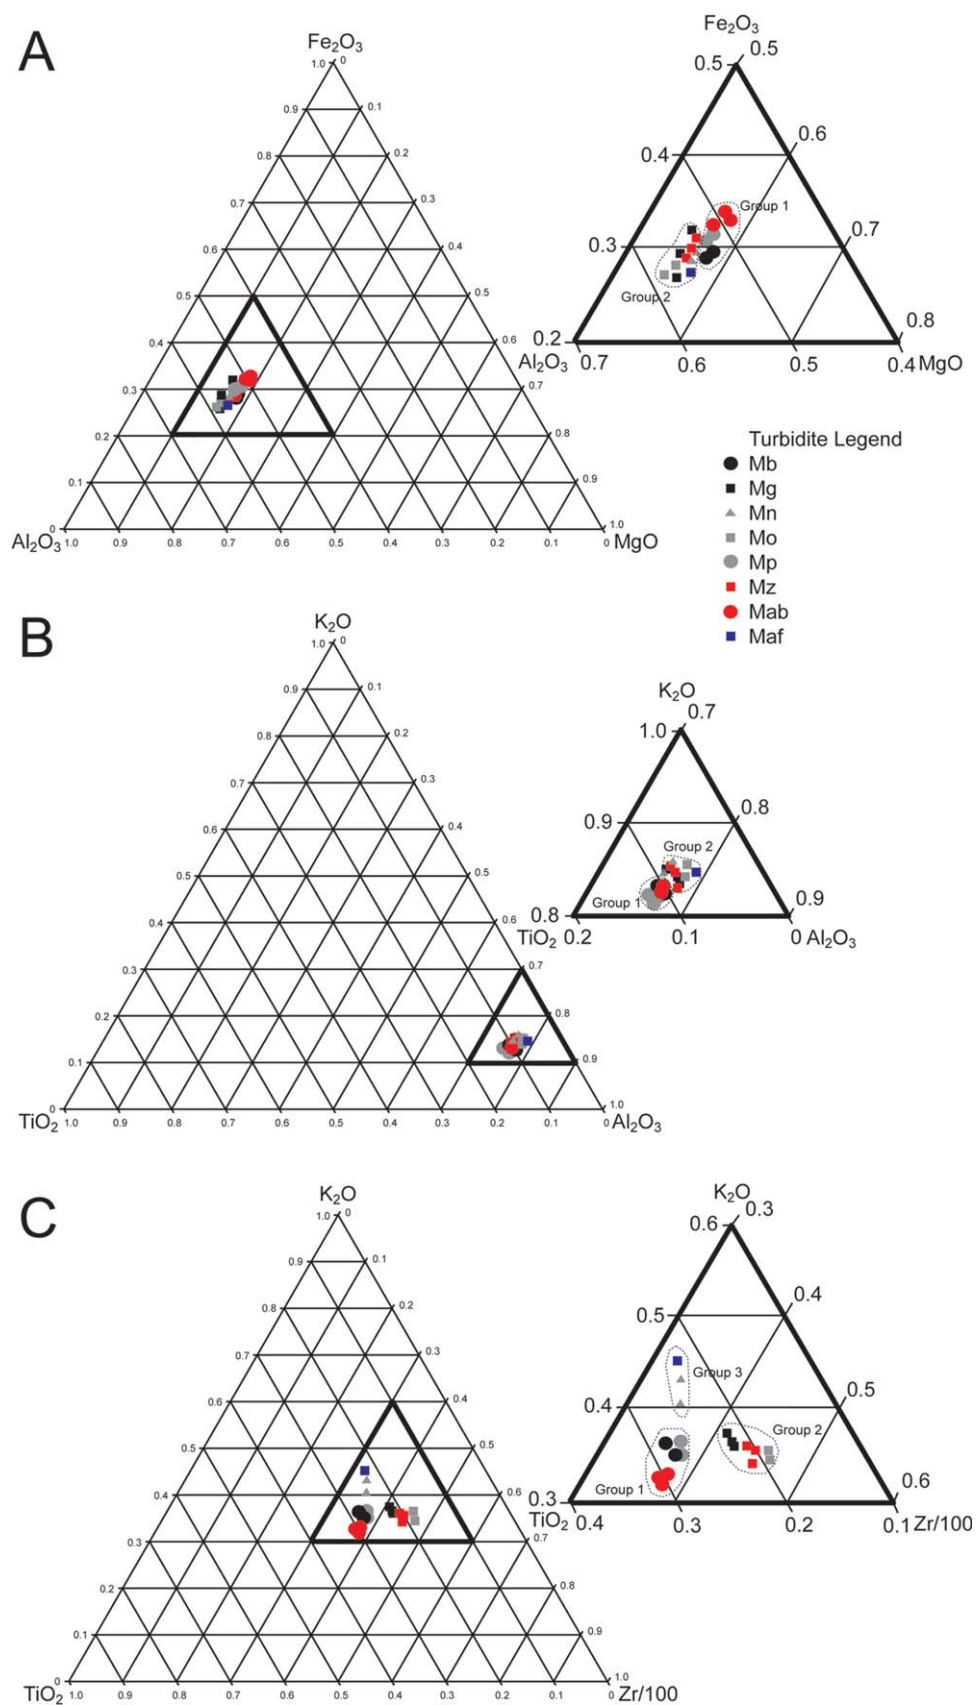 A
Fe₂O₃
1.0 0
0.9 0.1
0.8 0.2
0.7 0.3
0.6 0.4
0.5 0.5
0.4 0.6
0.3 0.7
0.2 0.8
0.1 0.9
0 1.0
Al₂O₃ 1.0 0.9 0.8 0.7 0.6 0.5 0.4 0.3 0.2 0.1 0 MgO
Fe₂O₃
0.5 0.5
0.4 0.6
Group 1
0.3 0.7
Group 2
0.2 0.8
Al₂O₃ 0.7 0.6 0.5 0.4 MgO
Turbidite Legend
Mb
Mg
Mn
Mo
Mp
Mz
Mab
Maf
B
K₂O
1.0 0
0.9 0.1
0.8 0.2
0.7 0.3
0.6 0.4
0.5 0.5
0.4 0.6
0.3 0.7
0.2 0.8
0.1 0.9
0 1.0
TiO₂ 1.0 0.9 0.8 0.7 0.6 0.5 0.4 0.3 0.2 0.1 0 Al₂O₃
K₂O
1.0 0.7
0.9 0.8
Group 2
Group 1
0.8 0.9
TiO₂ 0.2 0.1 0 Al₂O₃
C
K₂O
1.0 0
0.9 0.1
0.8 0.2
0.7 0.3
0.6 0.4
0.5 0.5
0.4 0.6
0.3 0.7
0.2 0.8
0.1 0.9
0 1.0
TiO₂ 1.0 0.9 0.8 0.7 0.6 0.5 0.4 0.3 0.2 0.1 0 Zr/100
K₂O
0.6 0.3
0.5 0.4
Group 3
0.4 0.5
Group 2
Group 1
0.3 0.6
TiO₂ 0.4 0.3 0.2 0.1 Zr/100